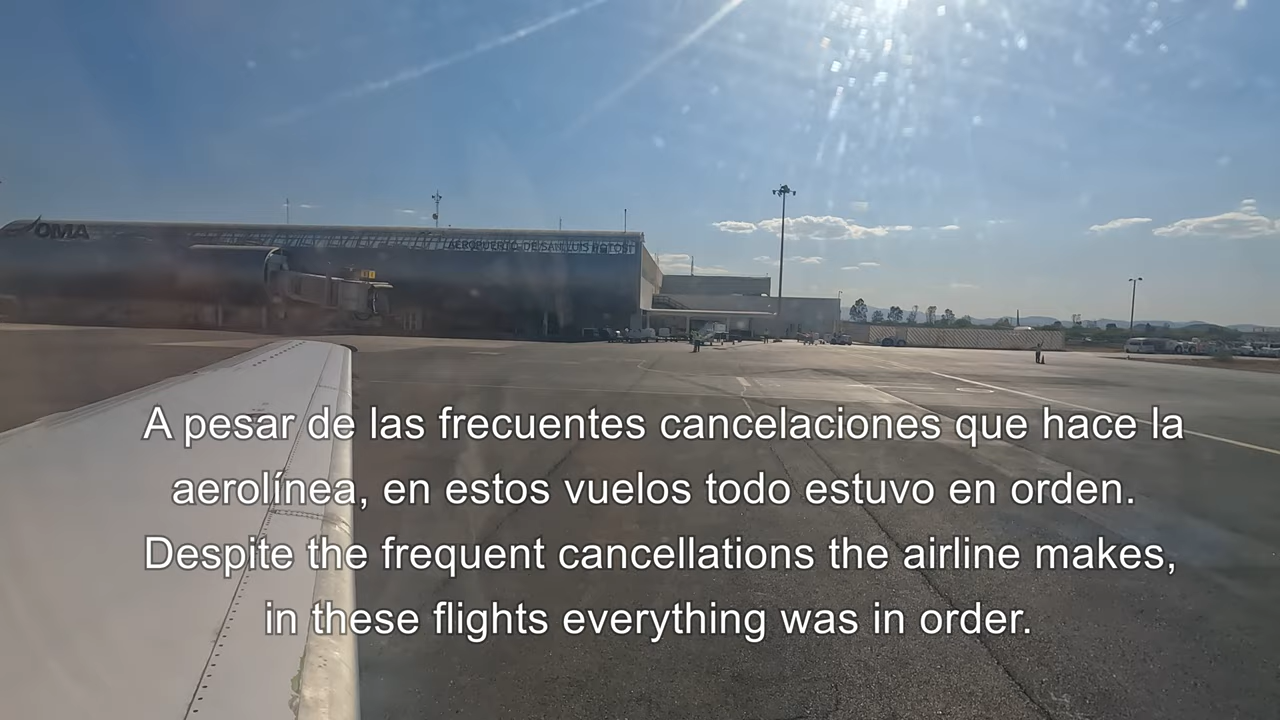 OMA
AEROPUERTO DE SAN LUIS POTOSI
A pesar de las frecuentes cancelaciones que hace la
aerolínea, en estos vuelos todo estuvo en orden.
Despite the frequent cancellations the airline makes,
in these flights everything was in order.